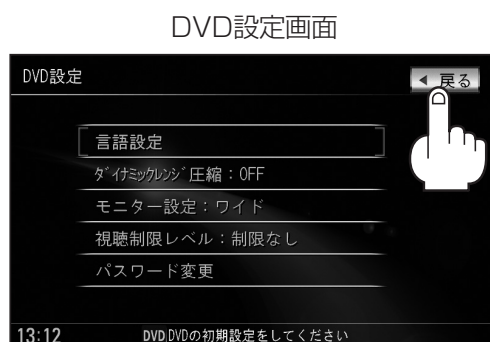 DVD設定画面
DVD設定
◀ 戻る
言語設定
ダイナミックレンジ圧縮：OFF
モニター設定：ワイド
視聴制限レベル：制限なし
パスワード変更
13:12 DVD|DVDの初期設定をしてください